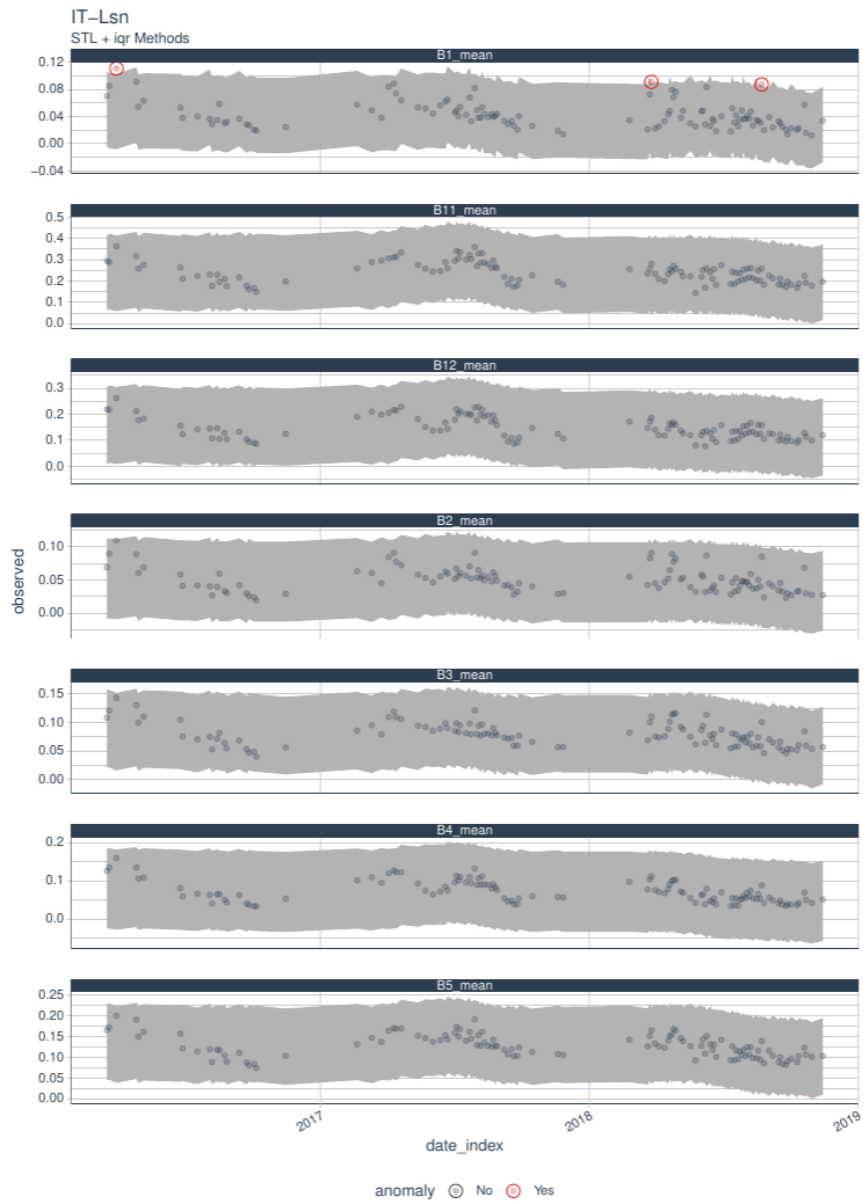 IT–Lsn
STL + iqr Methods
B1_mean
0.12
0.08
0.04
0.00
−0.04
B11_mean
0.5
0.4
0.3
0.2
0.1
0.0
B12_mean
0.3
0.2
0.1
0.0
B2_mean
0.10
0.05
0.00
observed
B3_mean
0.15
0.10
0.05
0.00
B4_mean
0.2
0.1
0.0
B5_mean
0.25
0.20
0.15
0.10
0.05
0.00
2017
2018
2019
date_index
anomaly No Yes